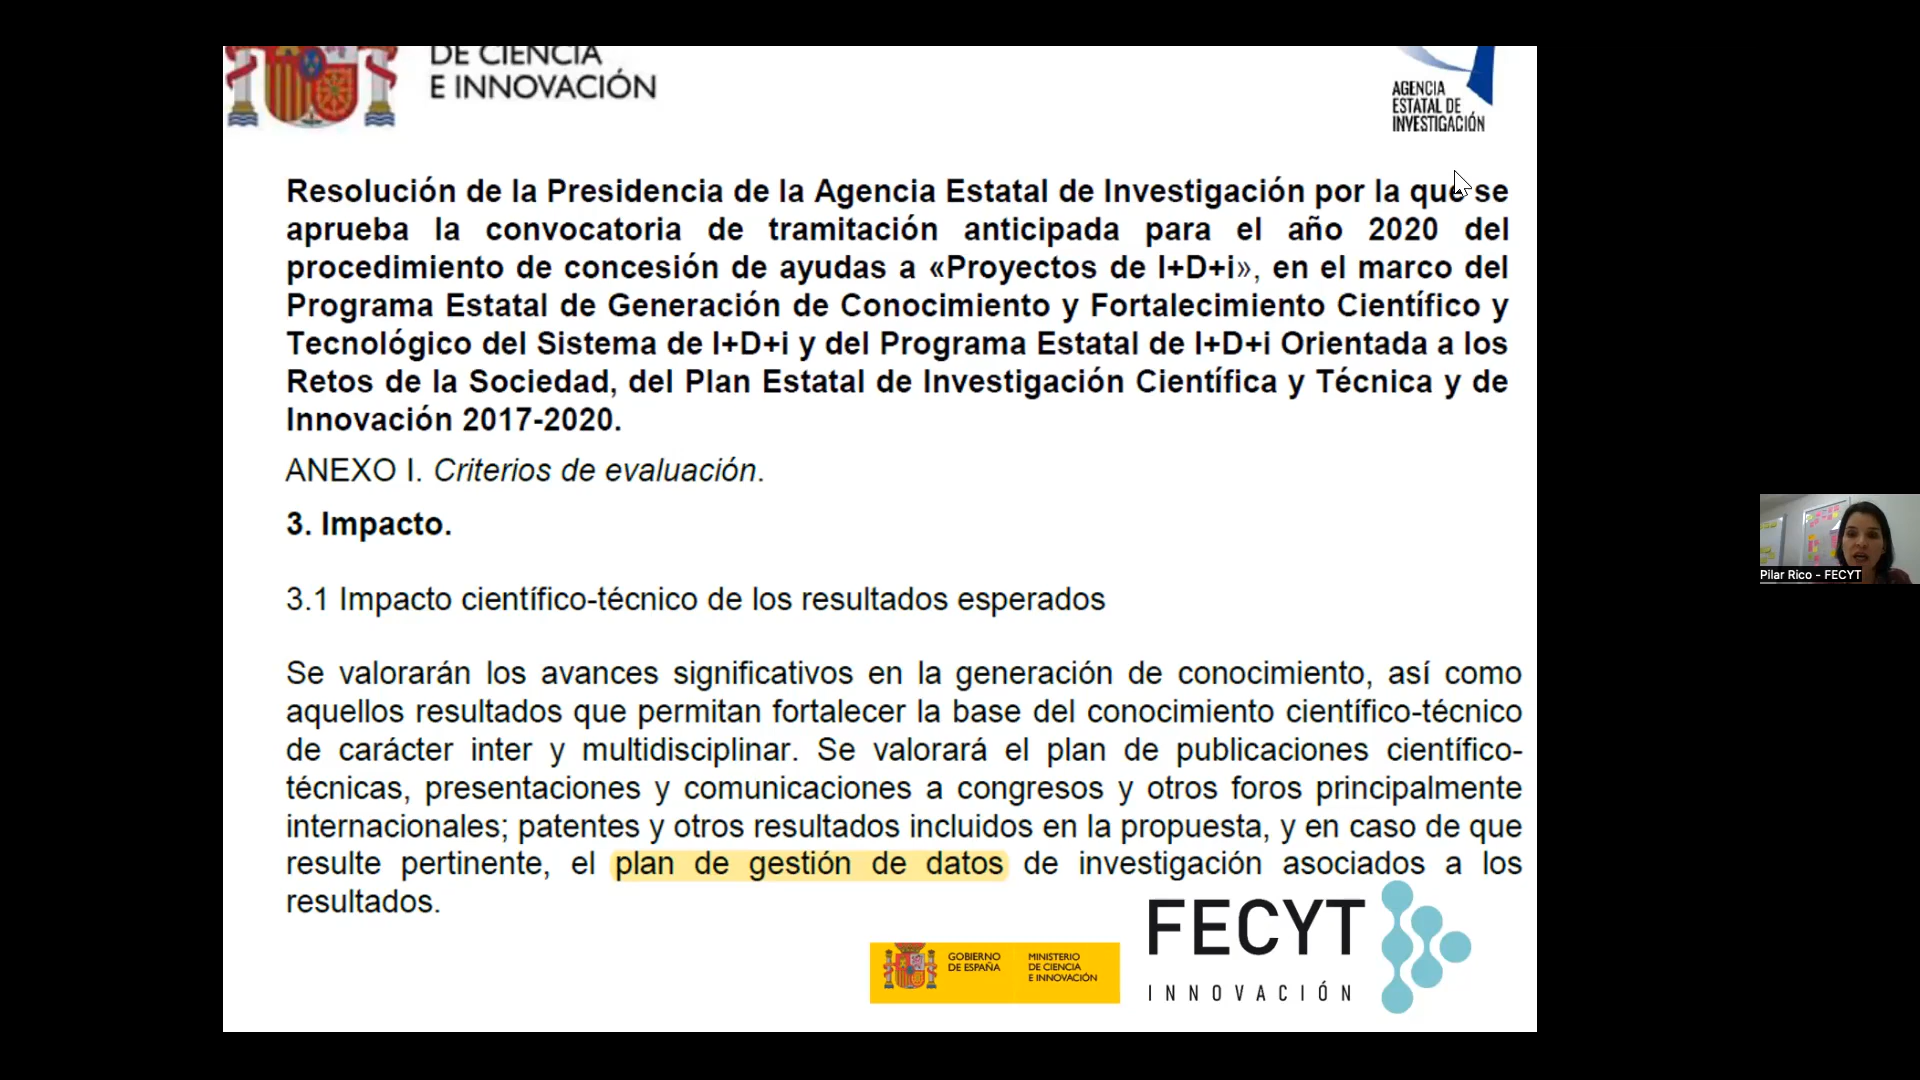 DE CIENCIA
E INNOVACIÓN
AGENCIA
ESTATAL DE
INVESTIGACIÓN
Resolución de la Presidencia de la Agencia Estatal de Investigación por la que se
aprueba la convocatoria de tramitación anticipada para el año 2020 del
procedimiento de concesión de ayudas a «Proyectos de I+D+i», en el marco del
Programa Estatal de Generación de Conocimiento y Fortalecimiento Científico y
Tecnológico del Sistema de I+D+i y del Programa Estatal de I+D+i Orientada a los
Retos de la Sociedad, del Plan Estatal de Investigación Científica y Técnica y de
Innovación 2017-2020.
ANEXO I. Criterios de evaluación.
3. Impacto.
3.1 Impacto científico-técnico de los resultados esperados
Se valorarán los avances significativos en la generación de conocimiento, así como
aquellos resultados que permitan fortalecer la base del conocimiento científico-técnico
de carácter inter y multidisciplinar. Se valorará el plan de publicaciones científico-
técnicas, presentaciones y comunicaciones a congresos y otros foros principalmente
internacionales; patentes y otros resultados incluidos en la propuesta, y en caso de que
resulte pertinente, el plan de gestión de datos de investigación asociados a los
resultados.
GOBIERNO
DE ESPAÑA
MINISTERIO
DE CIENCIA
E INNOVACIÓN
FECYT
INNOVACIÓN
Pilar Rico - FECYT